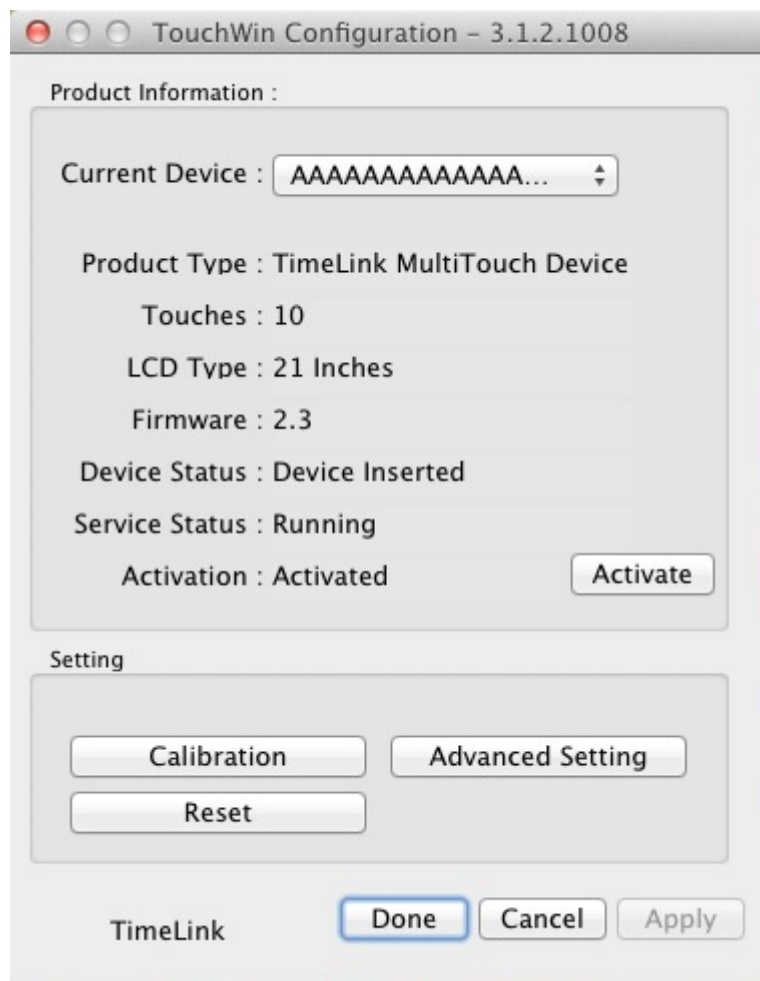 TouchWin Configuration – 3.1.2.1008
Product Information :
Current Device : AAAAAAAAAAAAA...
Product Type : TimeLink MultiTouch Device
Touches : 10
LCD Type : 21 Inches
Firmware : 2.3
Device Status : Device Inserted
Service Status : Running
Activation : Activated Activate
Setting
Calibration Advanced Setting
Reset
TimeLink Done Cancel Apply